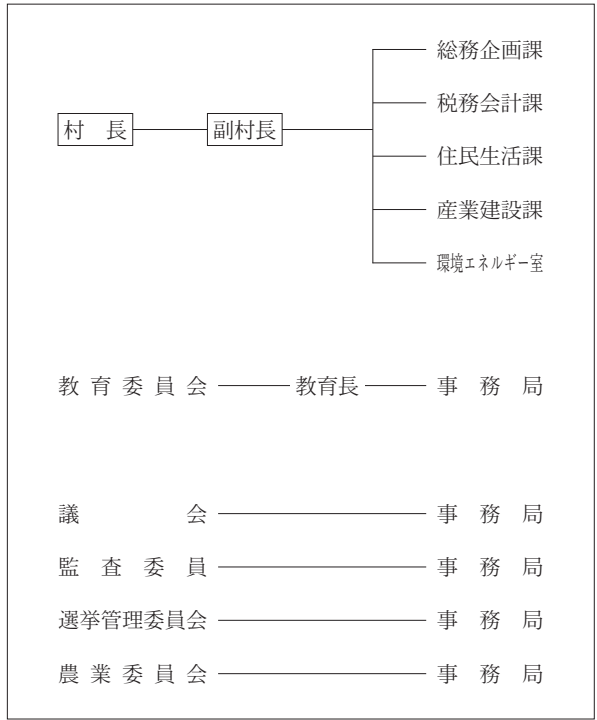 総務企画課
税務会計課
村　長 副村長
住民生活課
産業建設課
環境エネルギー室
教育委員会 教育長 事務局
議会 事務局
監査委員 事務局
選挙管理委員会 事務局
農業委員会 事務局